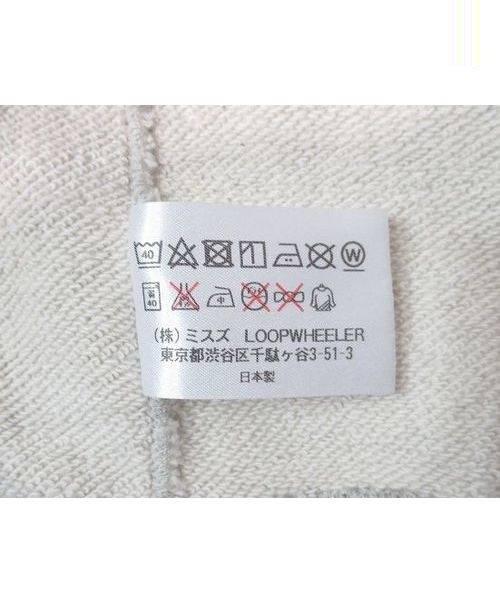 40 W
40 中
(株)ミスズ LOOPWHEELER
東京都渋谷区千駄ヶ谷3-51-3
日本製